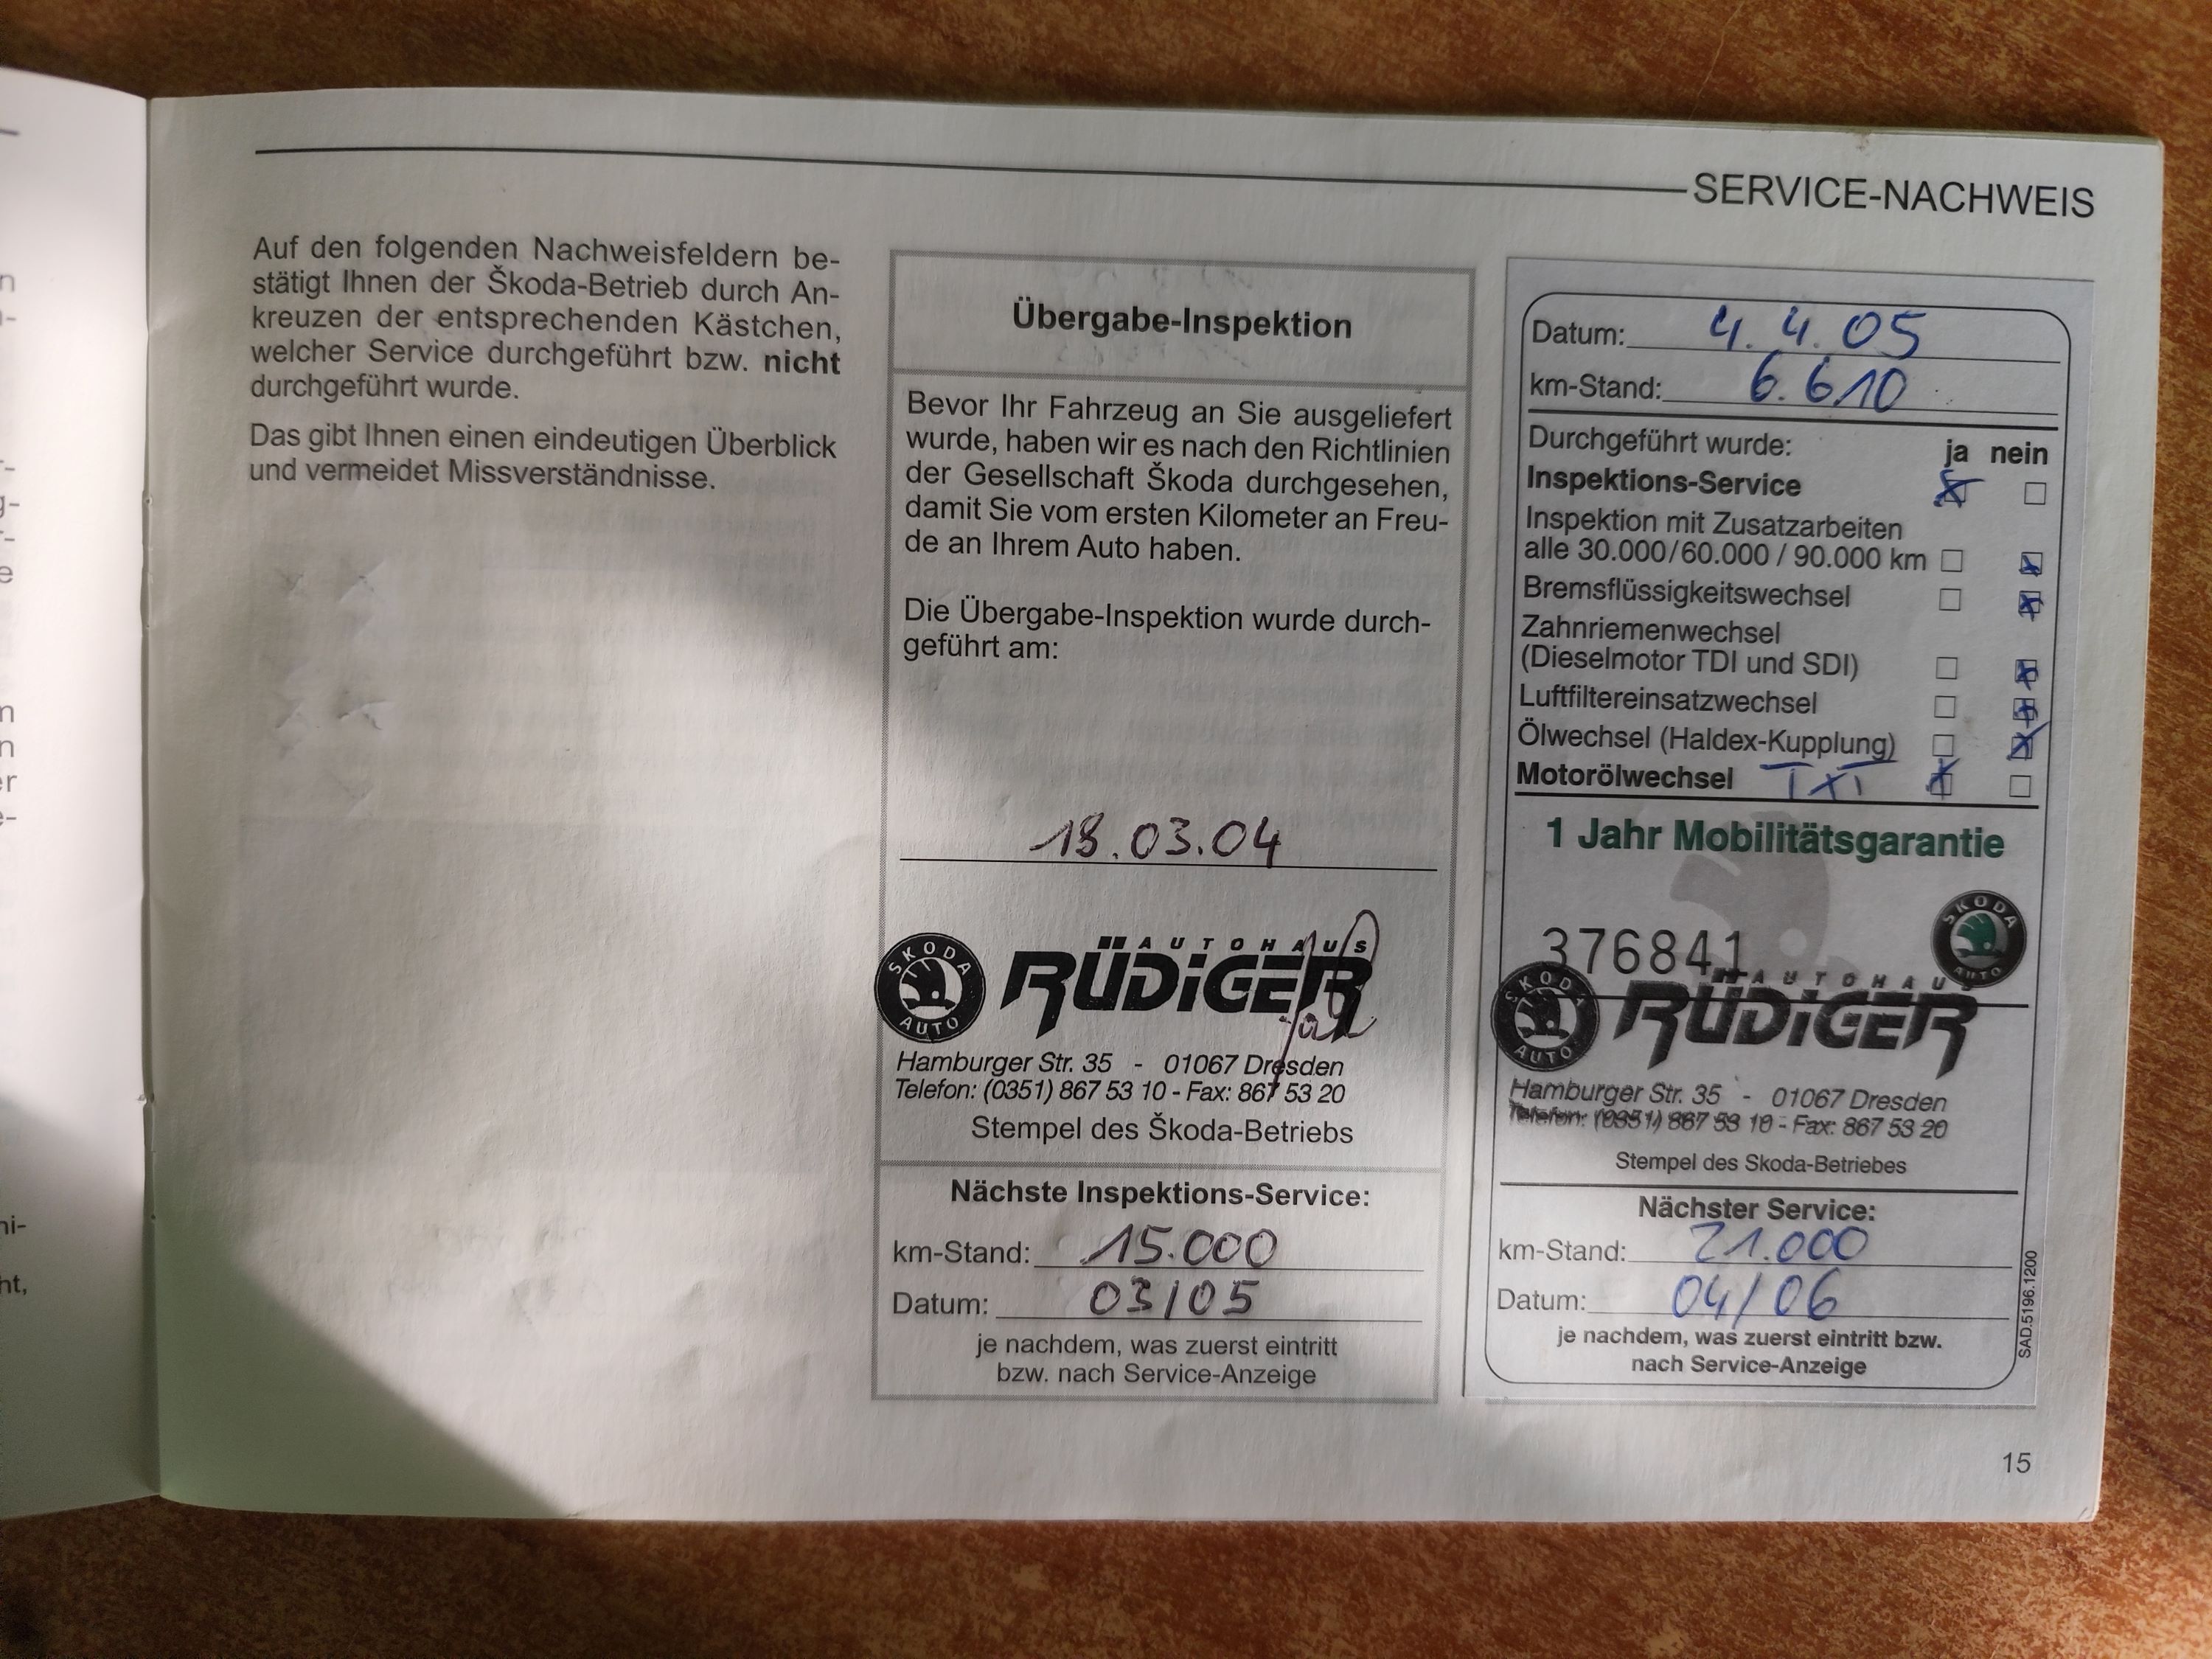 SERVICE-NACHWEIS
Auf den folgenden Nachweisfeldern be-
stätigt Ihnen der Škoda-Betrieb durch An-
kreuzen der entsprechenden Kästchen,
welcher Service durchgeführt bzw. nicht
durchgeführt wurde.
Das gibt Ihnen einen eindeutigen Überblick
und vermeidet Missverständnisse.
Übergabe-Inspektion
Bevor Ihr Fahrzeug an Sie ausgeliefert
wurde, haben wir es nach den Richtlinien
der Gesellschaft Škoda durchgesehen,
damit Sie vom ersten Kilometer an Freu-
de an Ihrem Auto haben.
Die Übergabe-Inspektion wurde durch-
geführt am:
18.03.04
SKODA AUTO
AUTOHAUS
RÜDiGER
Hamburger Str. 35 - 01067 Dresden
Telefon: (0351) 867 53 10 - Fax: 867 53 20
Stempel des Škoda-Betriebs
Nächste Inspektions-Service:
km-Stand: 15.000
Datum: 03/05
je nachdem, was zuerst eintritt
bzw. nach Service-Anzeige
Datum: 4.4.05
km-Stand: 6.610
Durchgeführt wurde: ja nein
Inspektions-Service
Inspektion mit Zusatzarbeiten
alle 30.000/60.000 / 90.000 km
Bremsflüssigkeitswechsel
Zahnriemenwechsel
(Dieselmotor TDI und SDI)
Luftfiltereinsatzwechsel
Ölwechsel (Haldex-Kupplung)
Motorölwechsel
1 Jahr Mobilitätsgarantie
SKODA AUTO
376841
SKODA AUTO
AUTOHAUS
RÜDiGER
Hamburger Str. 35 - 01067 Dresden
Telefon: (0351) 867 53 10 - Fax: 867 53 20
Stempel des Skoda-Betriebes
Nächster Service:
km-Stand: 21.000
Datum: 04/06
je nachdem, was zuerst eintritt bzw.
nach Service-Anzeige
SAD.5196.1200
15